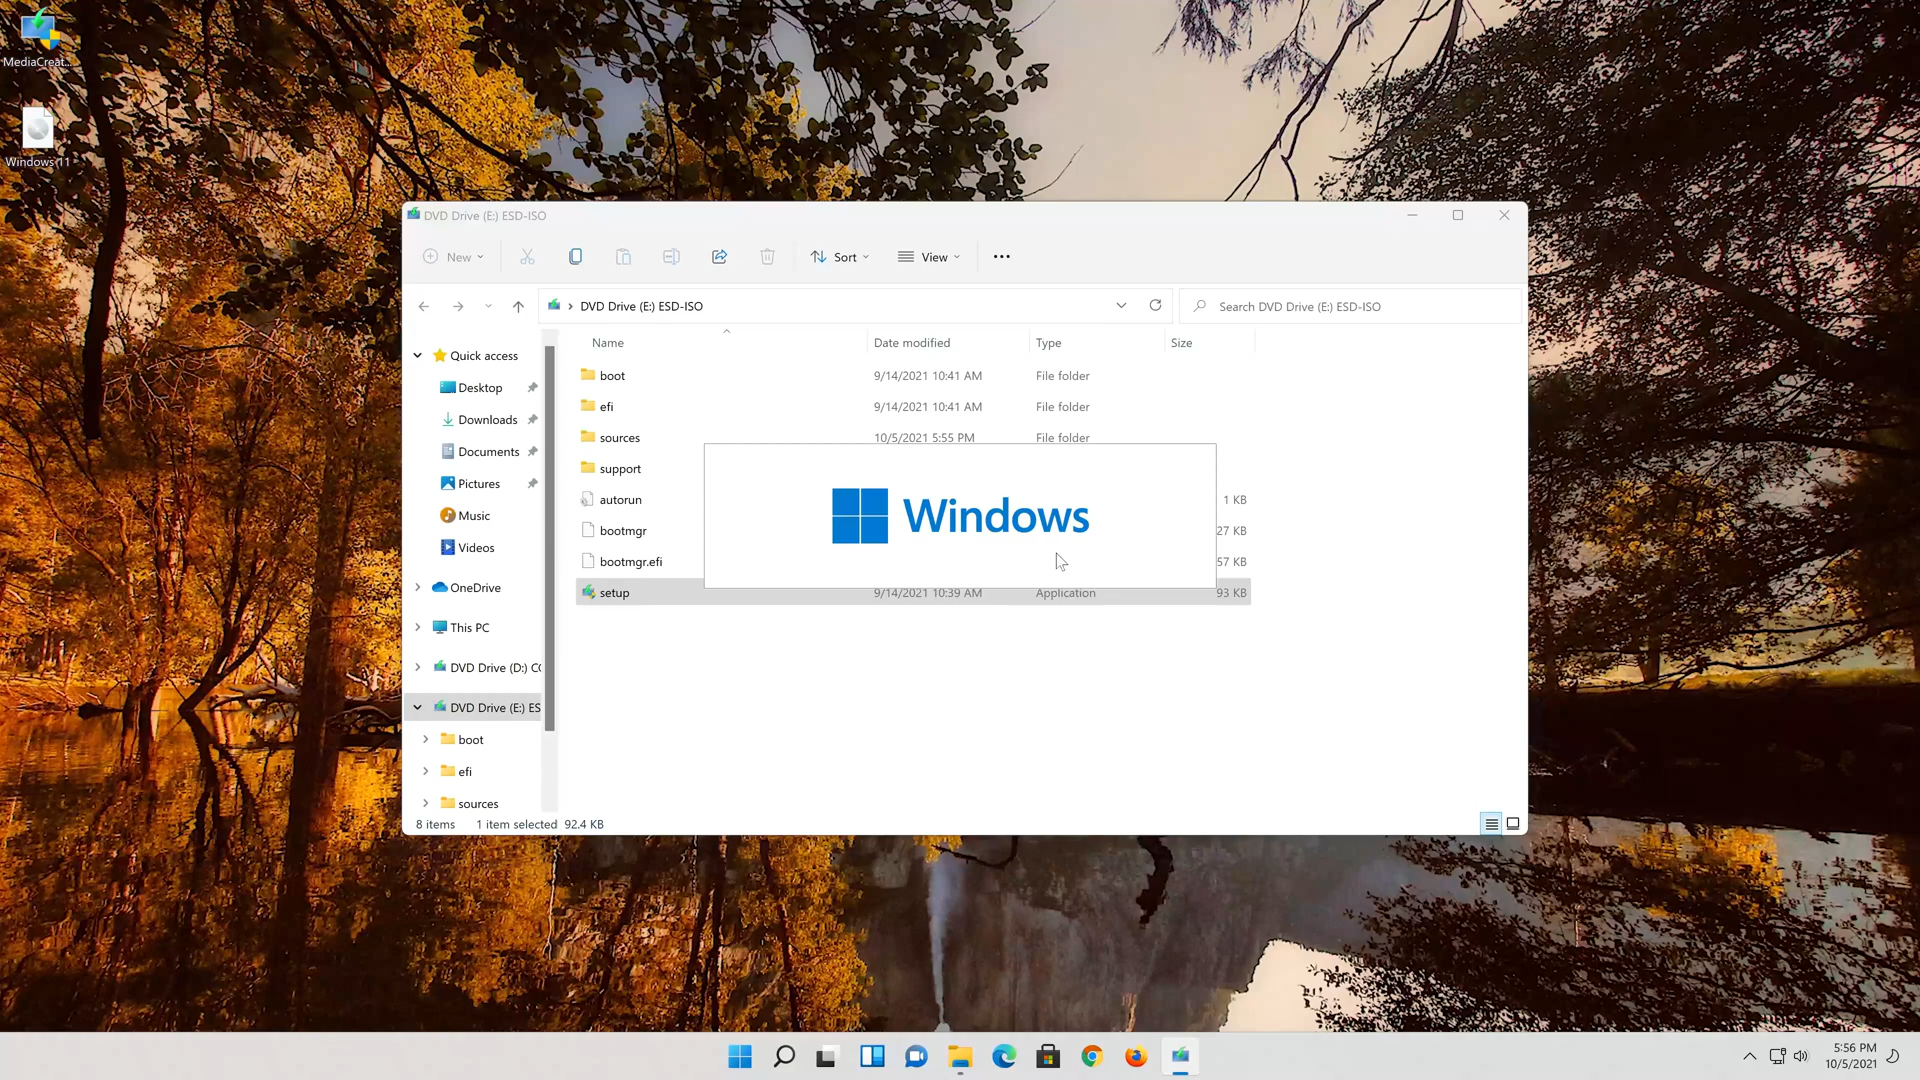 MediaCreat...
Windows 11
DVD Drive (E:) ESD-ISO
New
Sort
View
DVD Drive (E:) ESD-ISO
Search DVD Drive (E:) ESD-ISO
Name Date modified Type Size
Quick access
Desktop
Downloads
Documents
Pictures
Music
Videos
OneDrive
This PC
DVD Drive (D:) CC
DVD Drive (E:) ES
boot
efi
sources
boot 9/14/2021 10:41 AM File folder
efi 9/14/2021 10:41 AM File folder
sources 10/5/2021 5:55 PM File folder
support
autorun 1 KB
bootmgr 27 KB
bootmgr.efi 57 KB
setup 9/14/2021 10:39 AM Application 93 KB
Windows
8 items 1 item selected 92.4 KB
5:56 PM
10/5/2021